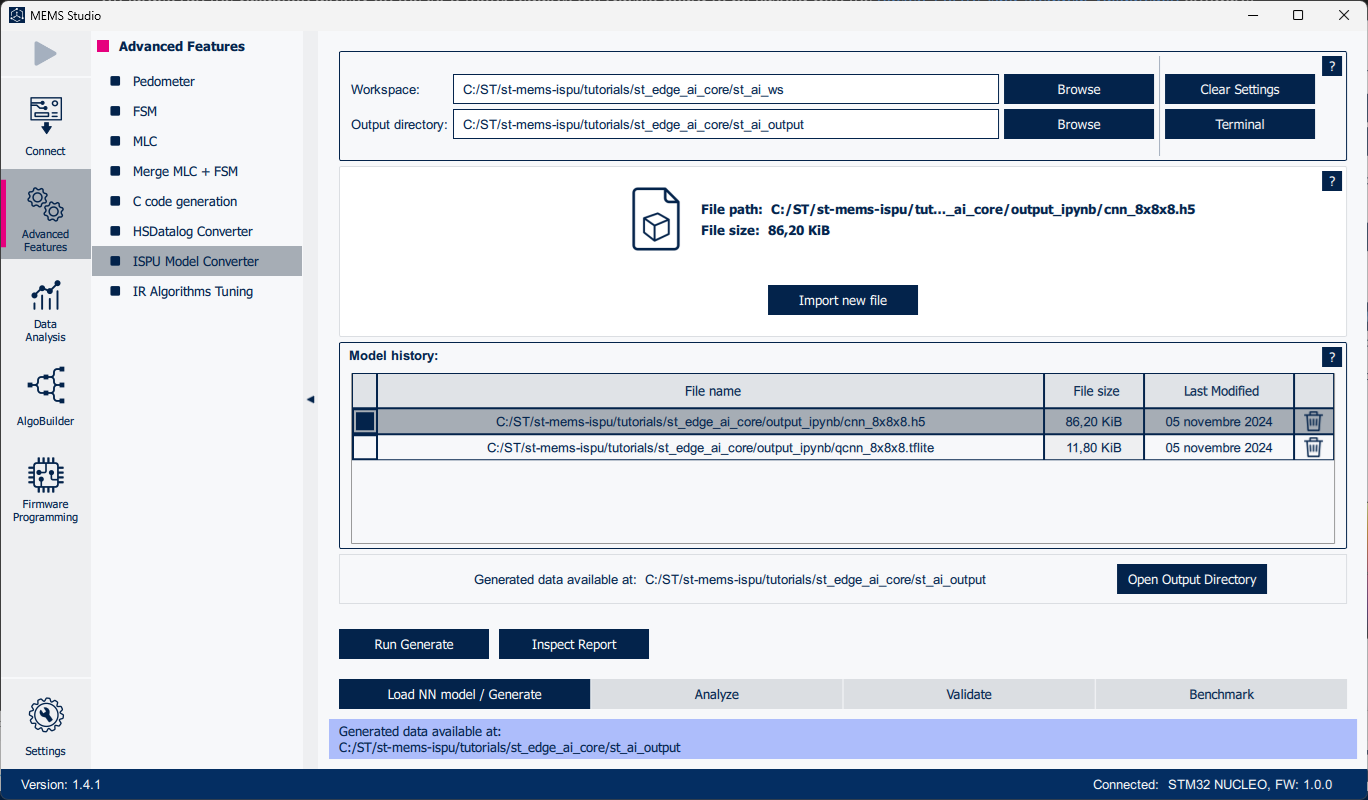 MEMS Studio
Connect
Advanced
Features
Data
Analysis
AlgoBuilder
Firmware
Programming
Settings
Advanced Features
Pedometer
FSM
MLC
Merge MLC + FSM
C code generation
HSDatalog Converter
ISPU Model Converter
IR Algorithms Tuning
?
Workspace: C:/ST/st-mems-ispu/tutorials/st_edge_ai_core/st_ai_ws Browse Clear Settings
Output directory: C:/ST/st-mems-ispu/tutorials/st_edge_ai_core/st_ai_output Browse Terminal
?
File path: C:/ST/st-mems-ispu/tut..._ai_core/output_ipynb/cnn_8x8x8.h5
File size: 86,20 KiB
Import new file
Model history: ?
File name File size Last Modified
C:/ST/st-mems-ispu/tutorials/st_edge_ai_core/output_ipynb/cnn_8x8x8.h5 86,20 KiB 05 novembre 2024
C:/ST/st-mems-ispu/tutorials/st_edge_ai_core/output_ipynb/qcnn_8x8x8.tflite 11,80 KiB 05 novembre 2024
Generated data available at: C:/ST/st-mems-ispu/tutorials/st_edge_ai_core/st_ai_output Open Output Directory
Run Generate Inspect Report
Load NN model / Generate Analyze Validate Benchmark
Generated data available at:
C:/ST/st-mems-ispu/tutorials/st_edge_ai_core/st_ai_output
Version: 1.4.1 Connected: STM32 NUCLEO, FW: 1.0.0